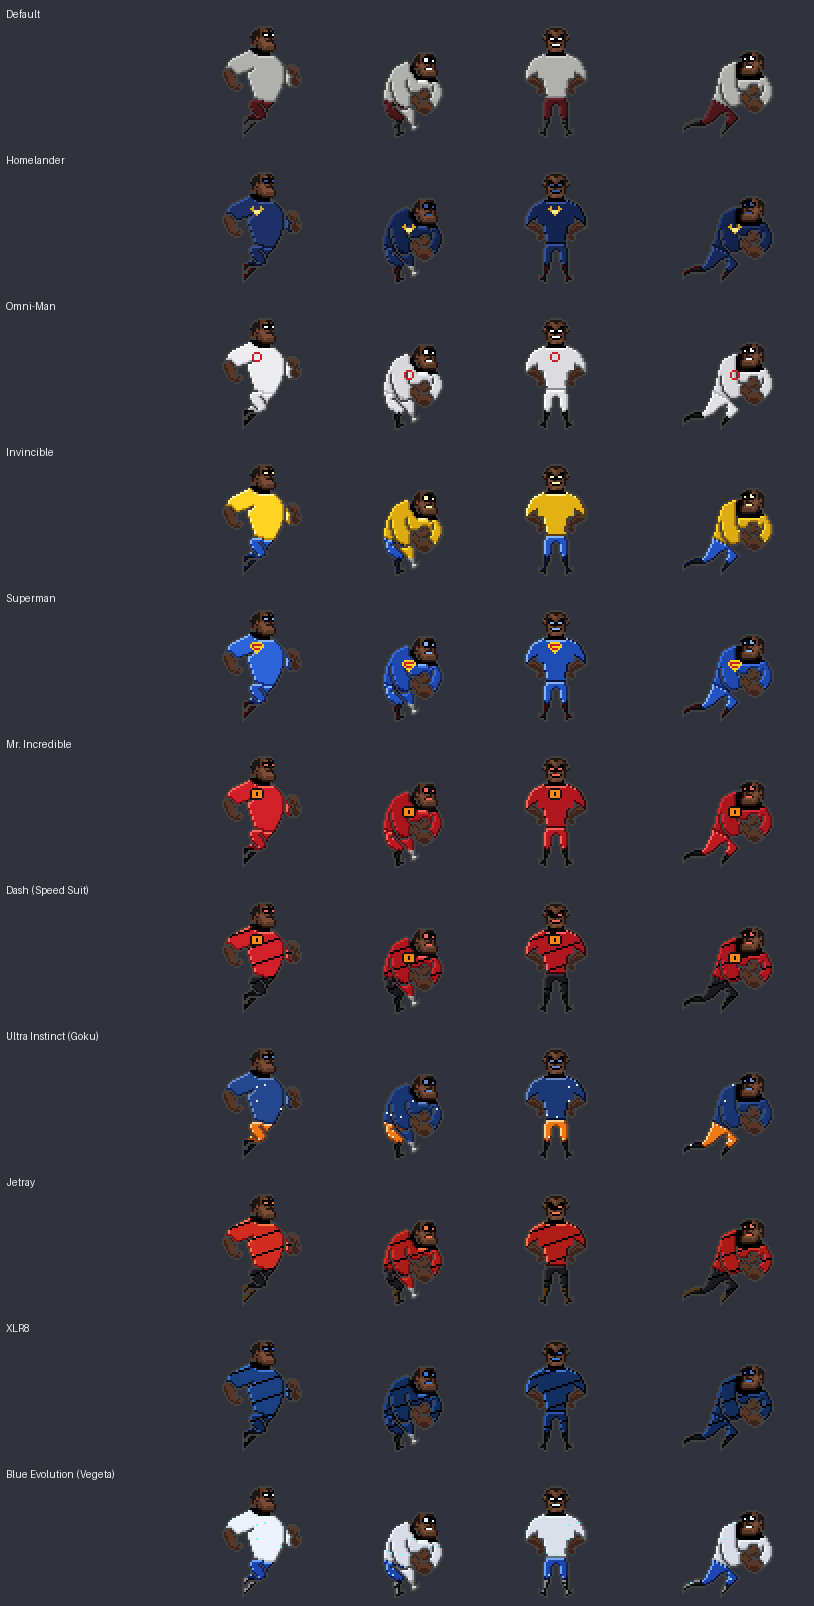 Default
Homelander
Omni-Man
Invincible
Superman
Mr. Incredible
Dash (Speed Suit)
Ultra Instinct (Goku)
Jetray
XLR8
Blue Evolution (Vegeta)